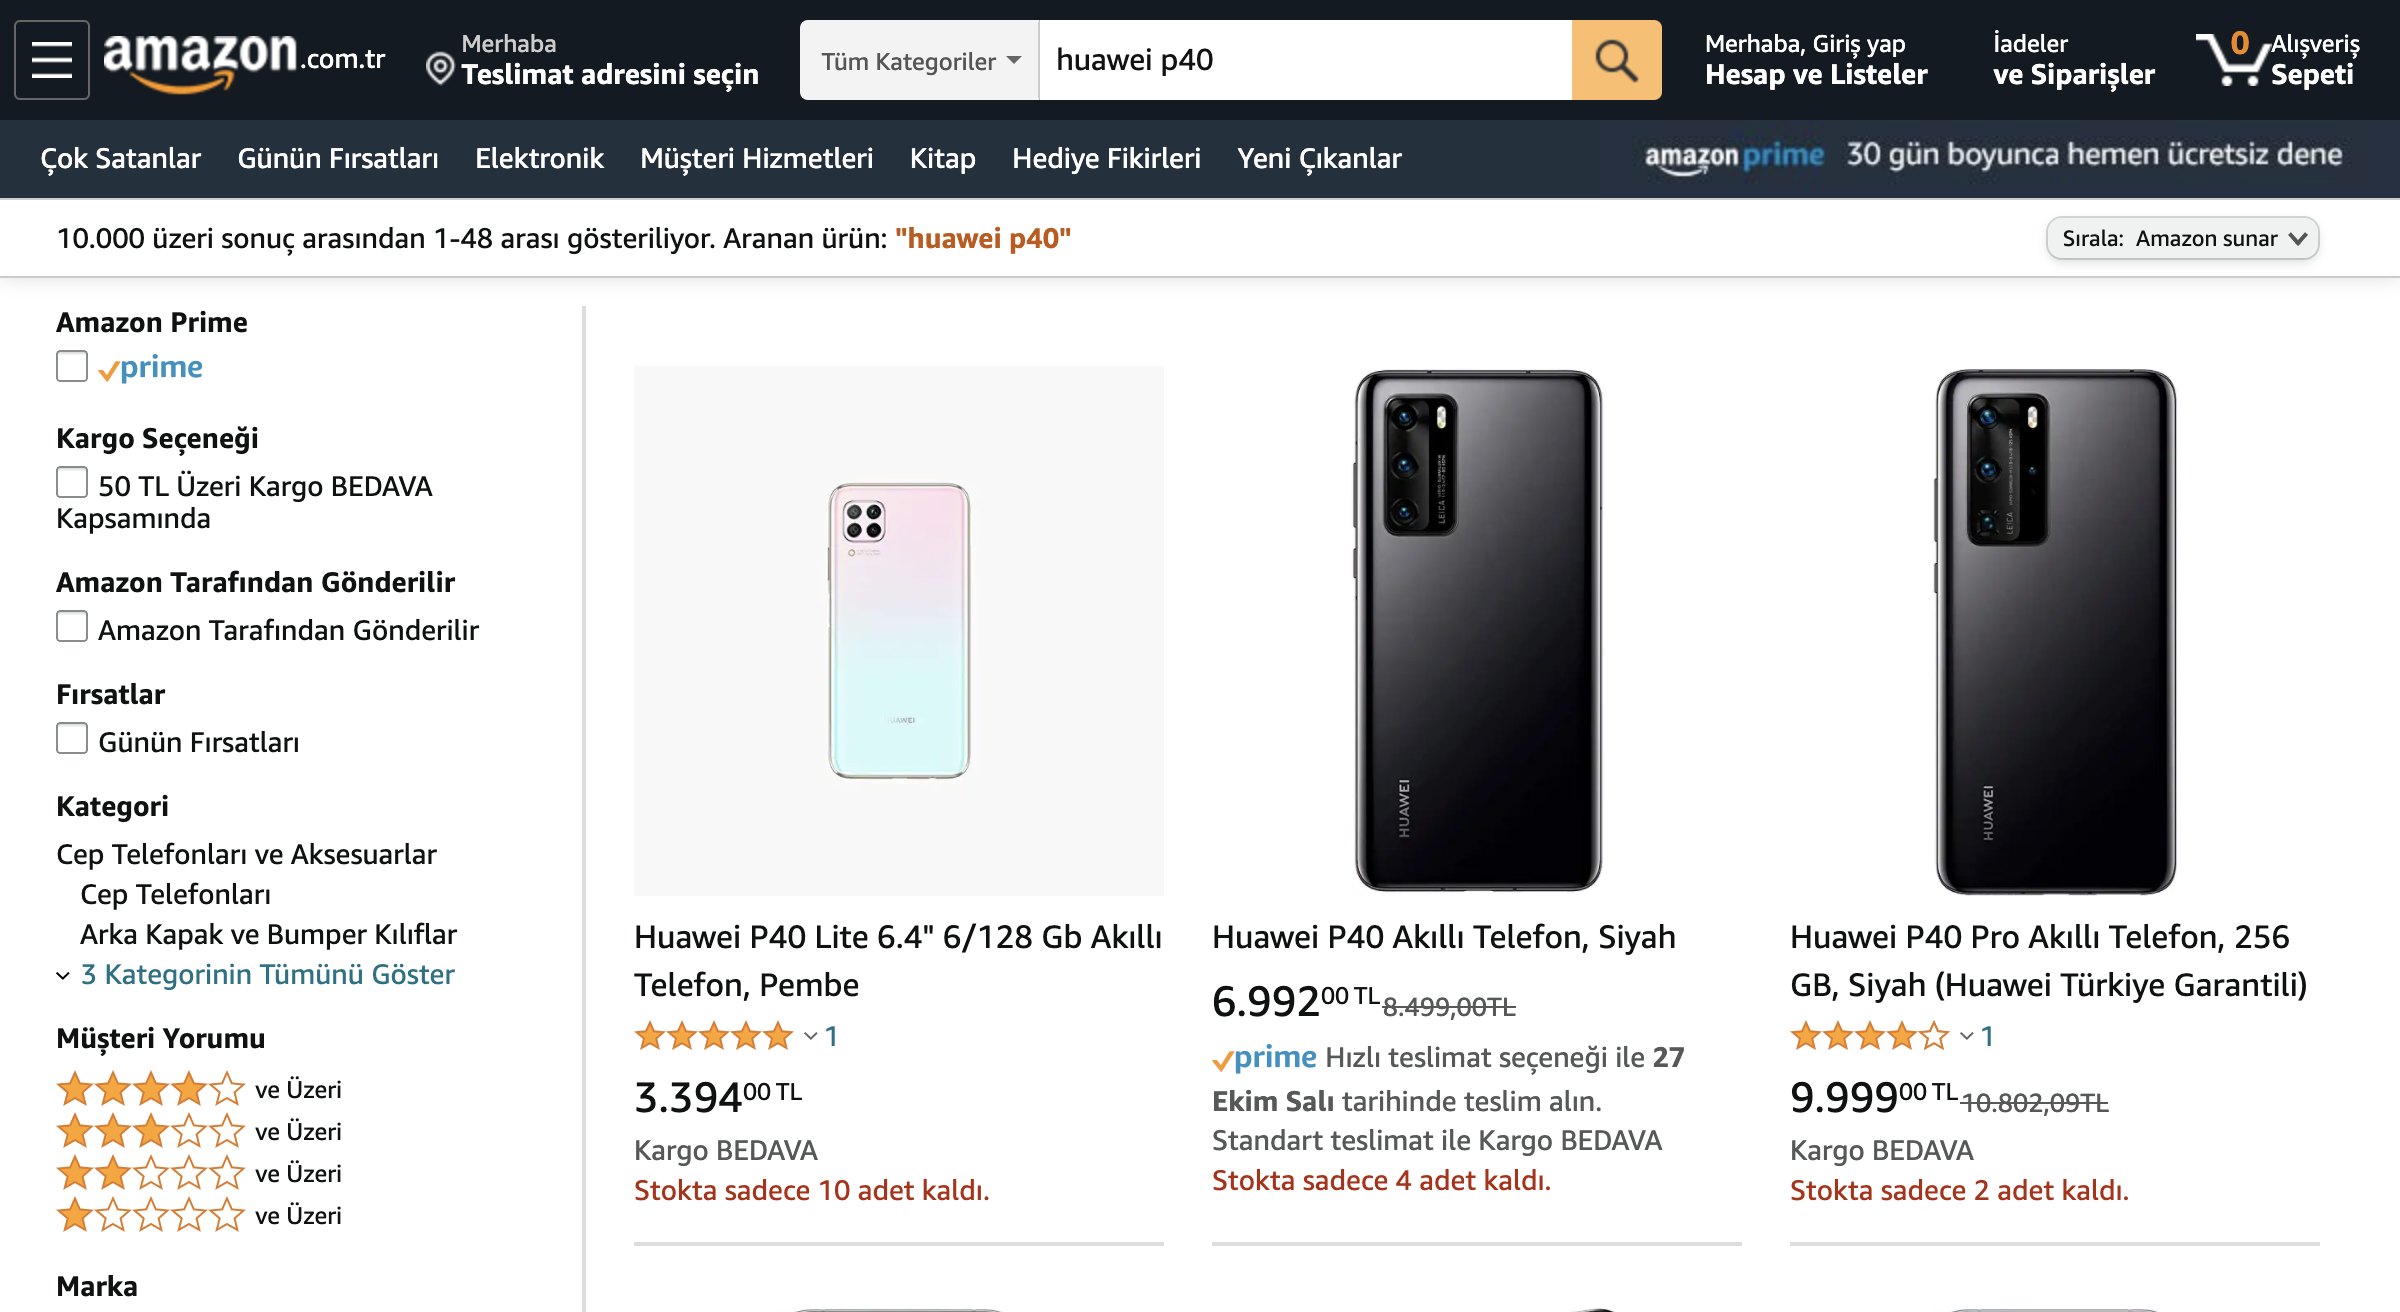 amazon.com.tr
Merhaba
Teslimat adresini seçin
Tüm Kategoriler
huawei p40
Merhaba, Giriş yap
Hesap ve Listeler
İadeler
ve Siparişler
0
Alışveriş
Sepeti
Çok Satanlar Günün Fırsatları Elektronik Müşteri Hizmetleri Kitap Hediye Fikirleri Yeni Çıkanlar
amazon prime 30 gün boyunca hemen ücretsiz dene
10.000 üzeri sonuç arasından 1-48 arası gösteriliyor. Aranan ürün: "huawei p40"
Sırala: Amazon sunar
Amazon Prime
prime
Kargo Seçeneği
50 TL Üzeri Kargo BEDAVA
Kapsamında
Amazon Tarafından Gönderilir
Amazon Tarafından Gönderilir
Fırsatlar
Günün Fırsatları
Kategori
Cep Telefonları ve Aksesuarlar
Cep Telefonları
Arka Kapak ve Bumper Kılıflar
3 Kategorinin Tümünü Göster
Müşteri Yorumu
ve Üzeri
ve Üzeri
ve Üzeri
ve Üzeri
Marka
HUAWEI
Huawei P40 Lite 6.4" 6/128 Gb Akıllı
Telefon, Pembe
1
3.39400 TL
Kargo BEDAVA
Stokta sadece 10 adet kaldı.
LEICA
HUAWEI
Huawei P40 Akıllı Telefon, Siyah
6.99200 TL 8.499,00TL
prime Hızlı teslimat seçeneği ile 27
Ekim Salı tarihinde teslim alın.
Standart teslimat ile Kargo BEDAVA
Stokta sadece 4 adet kaldı.
LEICA
HUAWEI
Huawei P40 Pro Akıllı Telefon, 256
GB, Siyah (Huawei Türkiye Garantili)
1
9.99900 TL 10.802,09TL
Kargo BEDAVA
Stokta sadece 2 adet kaldı.